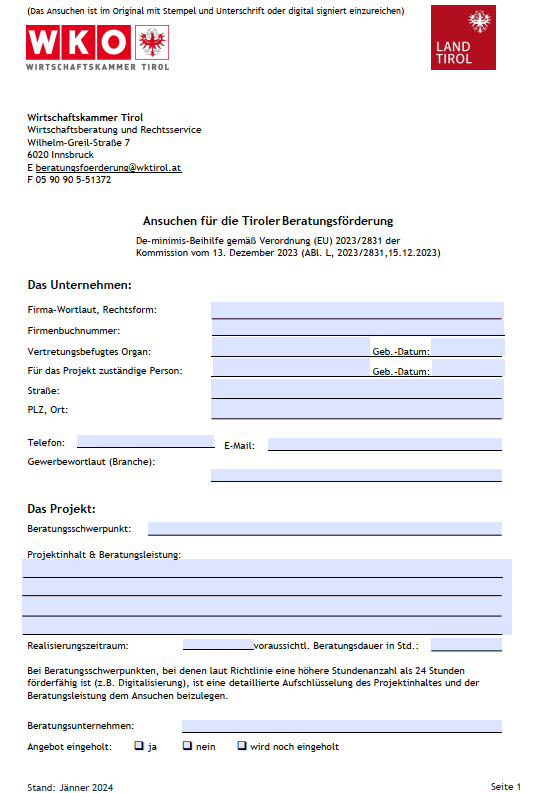 (Das Ansuchen ist im Original mit Stempel und Unterschrift oder digital signiert einzureichen)
WKO
WIRTSCHAFTSKAMMER TIROL
LAND
TIROL
Wirtschaftskammer Tirol
Wirtschaftsberatung und Rechtsservice
Wilhelm-Greil-Straße 7
6020 Innsbruck
E beratungsfoerderung@wktirol.at
F 05 90 90 5-51372
Ansuchen für die Tiroler Beratungsförderung
De-minimis-Beihilfe gemäß Verordnung (EU) 2023/2831 der
Kommission vom 13. Dezember 2023 (ABl. L, 2023/2831,15.12.2023)
Das Unternehmen:
Firma-Wortlaut, Rechtsform:
Firmenbuchnummer:
Vertretungsbefugtes Organ: Geb.-Datum:
Für das Projekt zuständige Person: Geb.-Datum:
Straße:
PLZ, Ort:
Telefon: E-Mail:
Gewerbewortlaut (Branche):
Das Projekt:
Beratungsschwerpunkt:
Projektinhalt & Beratungsleistung:
Realisierungszeitraum: voraussichtl. Beratungsdauer in Std.:
Bei Beratungsschwerpunkten, bei denen laut Richtlinie eine höhere Stundenanzahl als 24 Stunden
förderfähig ist (z.B. Digitalisierung), ist eine detaillierte Aufschlüsselung des Projektinhaltes und der
Beratungsleistung dem Ansuchen beizulegen.
Beratungsunternehmen:
Angebot eingeholt: ja nein wird noch eingeholt
Stand: Jänner 2024 Seite 1